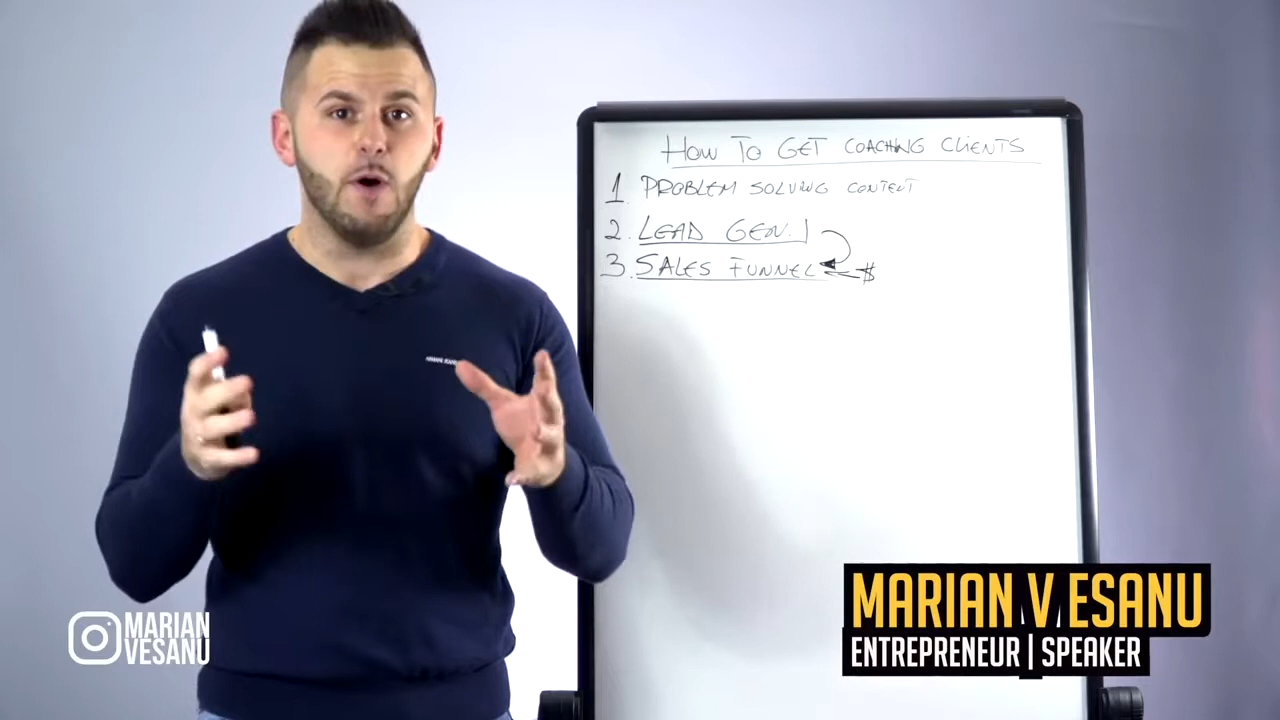 HOW TO GET COACHING CLIENTS
1 PROBLEM SOLVING CONTENT
2. LEAD GEN.
3. SALES FUNNEL $
MARIAN VESANU
ENTREPRENEUR | SPEAKER
MARIAN
VESANU